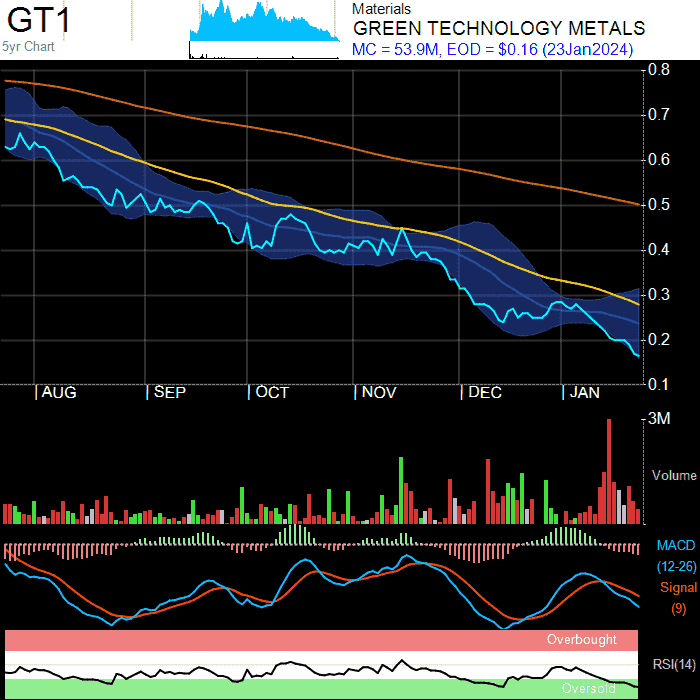 GT1
5yr Chart
Materials
GREEN TECHNOLOGY METALS
MC = 53.9M, EOD = $0.16 (23Jan2024)
0.8
0.7
0.6
0.5
0.4
0.3
0.2
0.1
AUG SEP OCT NOV DEC JAN
3M
Volume
MACD
(12-26)
Signal
(9)
Overbought
RSI(14)
Oversold